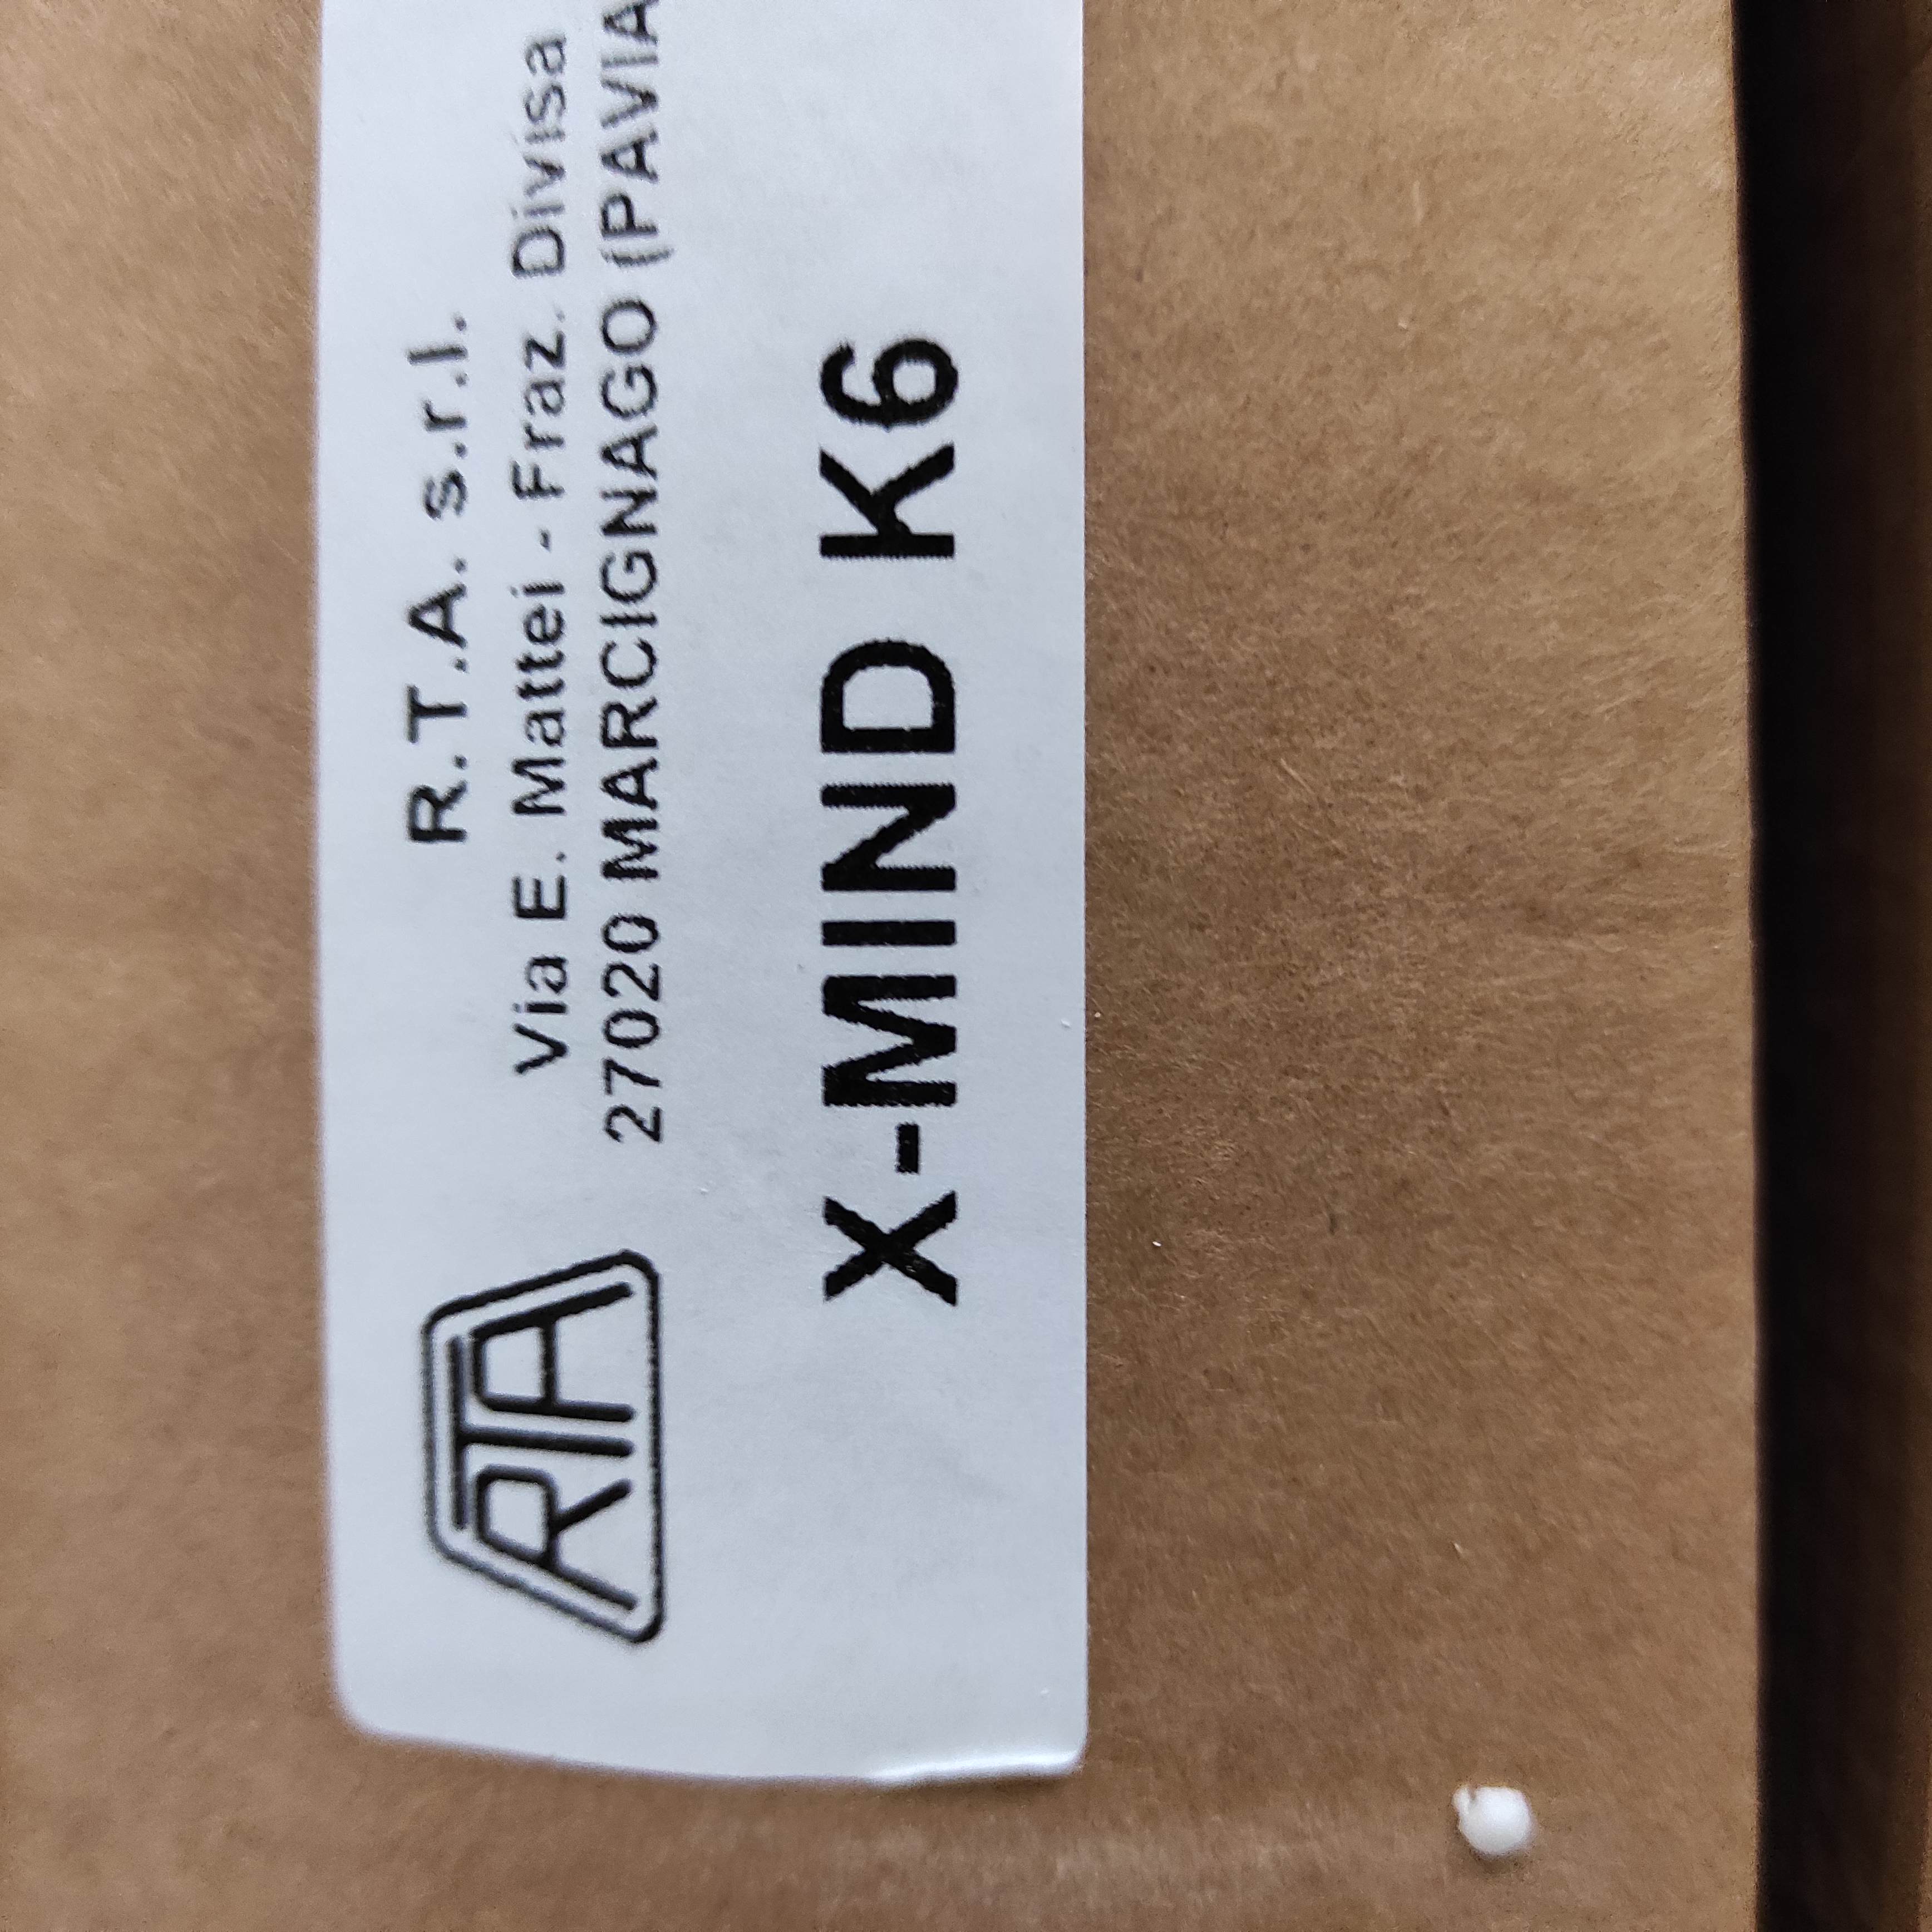 RTA
R.T.A. s.r.l.
Via E. Mattei - Fraz. Divisa
27020 MARCIGNAGO (PAVIA
X-MIND K6